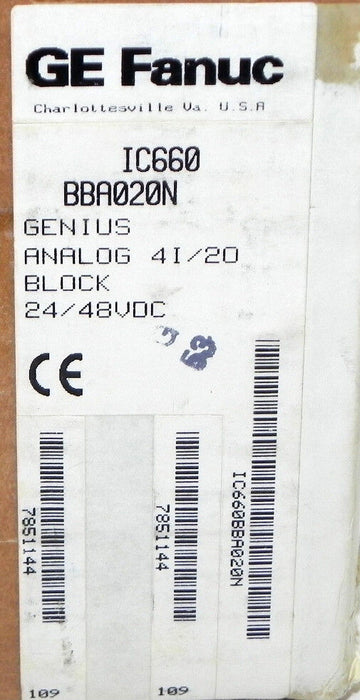 GE Fanuc
Charlottesville Va. U.S.A
IC660
BBA020N
GENIUS
ANALOG 4I/2O
BLOCK
24/48VDC
CE
7851144
7851144
IC660BBA020N
109
109